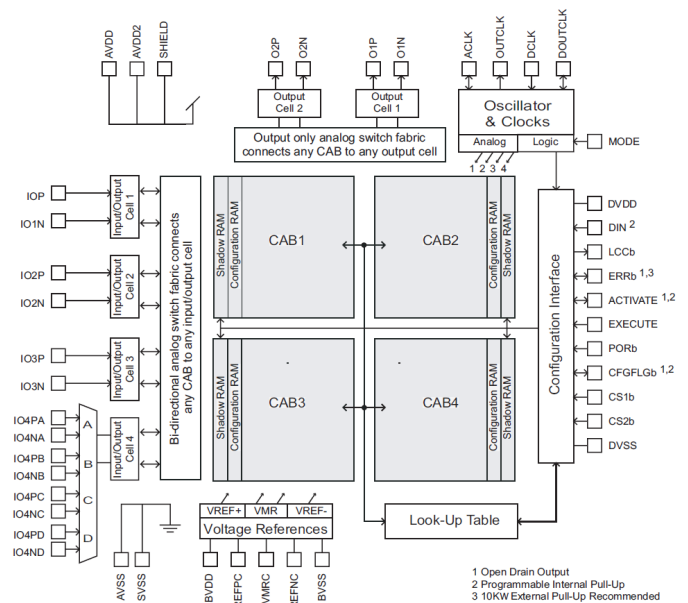 AVDD
AVDD2
SHIELD
O2P
O2N
O1P
O1N
ACLK
OUTCLK
DCLK
DOUTCLK
Output
Cell 2
Output
Cell 1
Oscillator
& Clocks
Output only analog switch fabric
connects any CAB to any output cell
Analog
Logic
MODE
1 2 3 4
IOP
IO1N
Input/Output
Cell 1
IO2P
IO2N
Input/Output
Cell 2
IO3P
IO3N
Input/Output
Cell 3
IO4PA
IO4NA
IO4PB
IO4NB
IO4PC
IO4NC
IO4PD
IO4ND
A
B
C
D
Input/Output
Cell 4
Bi-directional analog switch fabric connects
any CAB to any input/output cell
Shadow RAM
Configuration RAM
CAB1
CAB2
Configuration RAM
Shadow RAM
Shadow RAM
Configuration RAM
CAB3
CAB4
Configuration RAM
Shadow RAM
Configuration Interface
DVDD
DIN 2
LCCb
ERRb 1,3
ACTIVATE 1,2
EXECUTE
PORb
CFGFLGb 1,2
CS1b
CS2b
DVSS
VREF+
VMR
VREF-
Voltage References
Look-Up Table
AVSS
SVSS
BVDD
REFPC
VMRC
REFNC
BVSS
1 Open Drain Output
2 Programmable Internal Pull-Up
3 10KW External Pull-Up Recommended